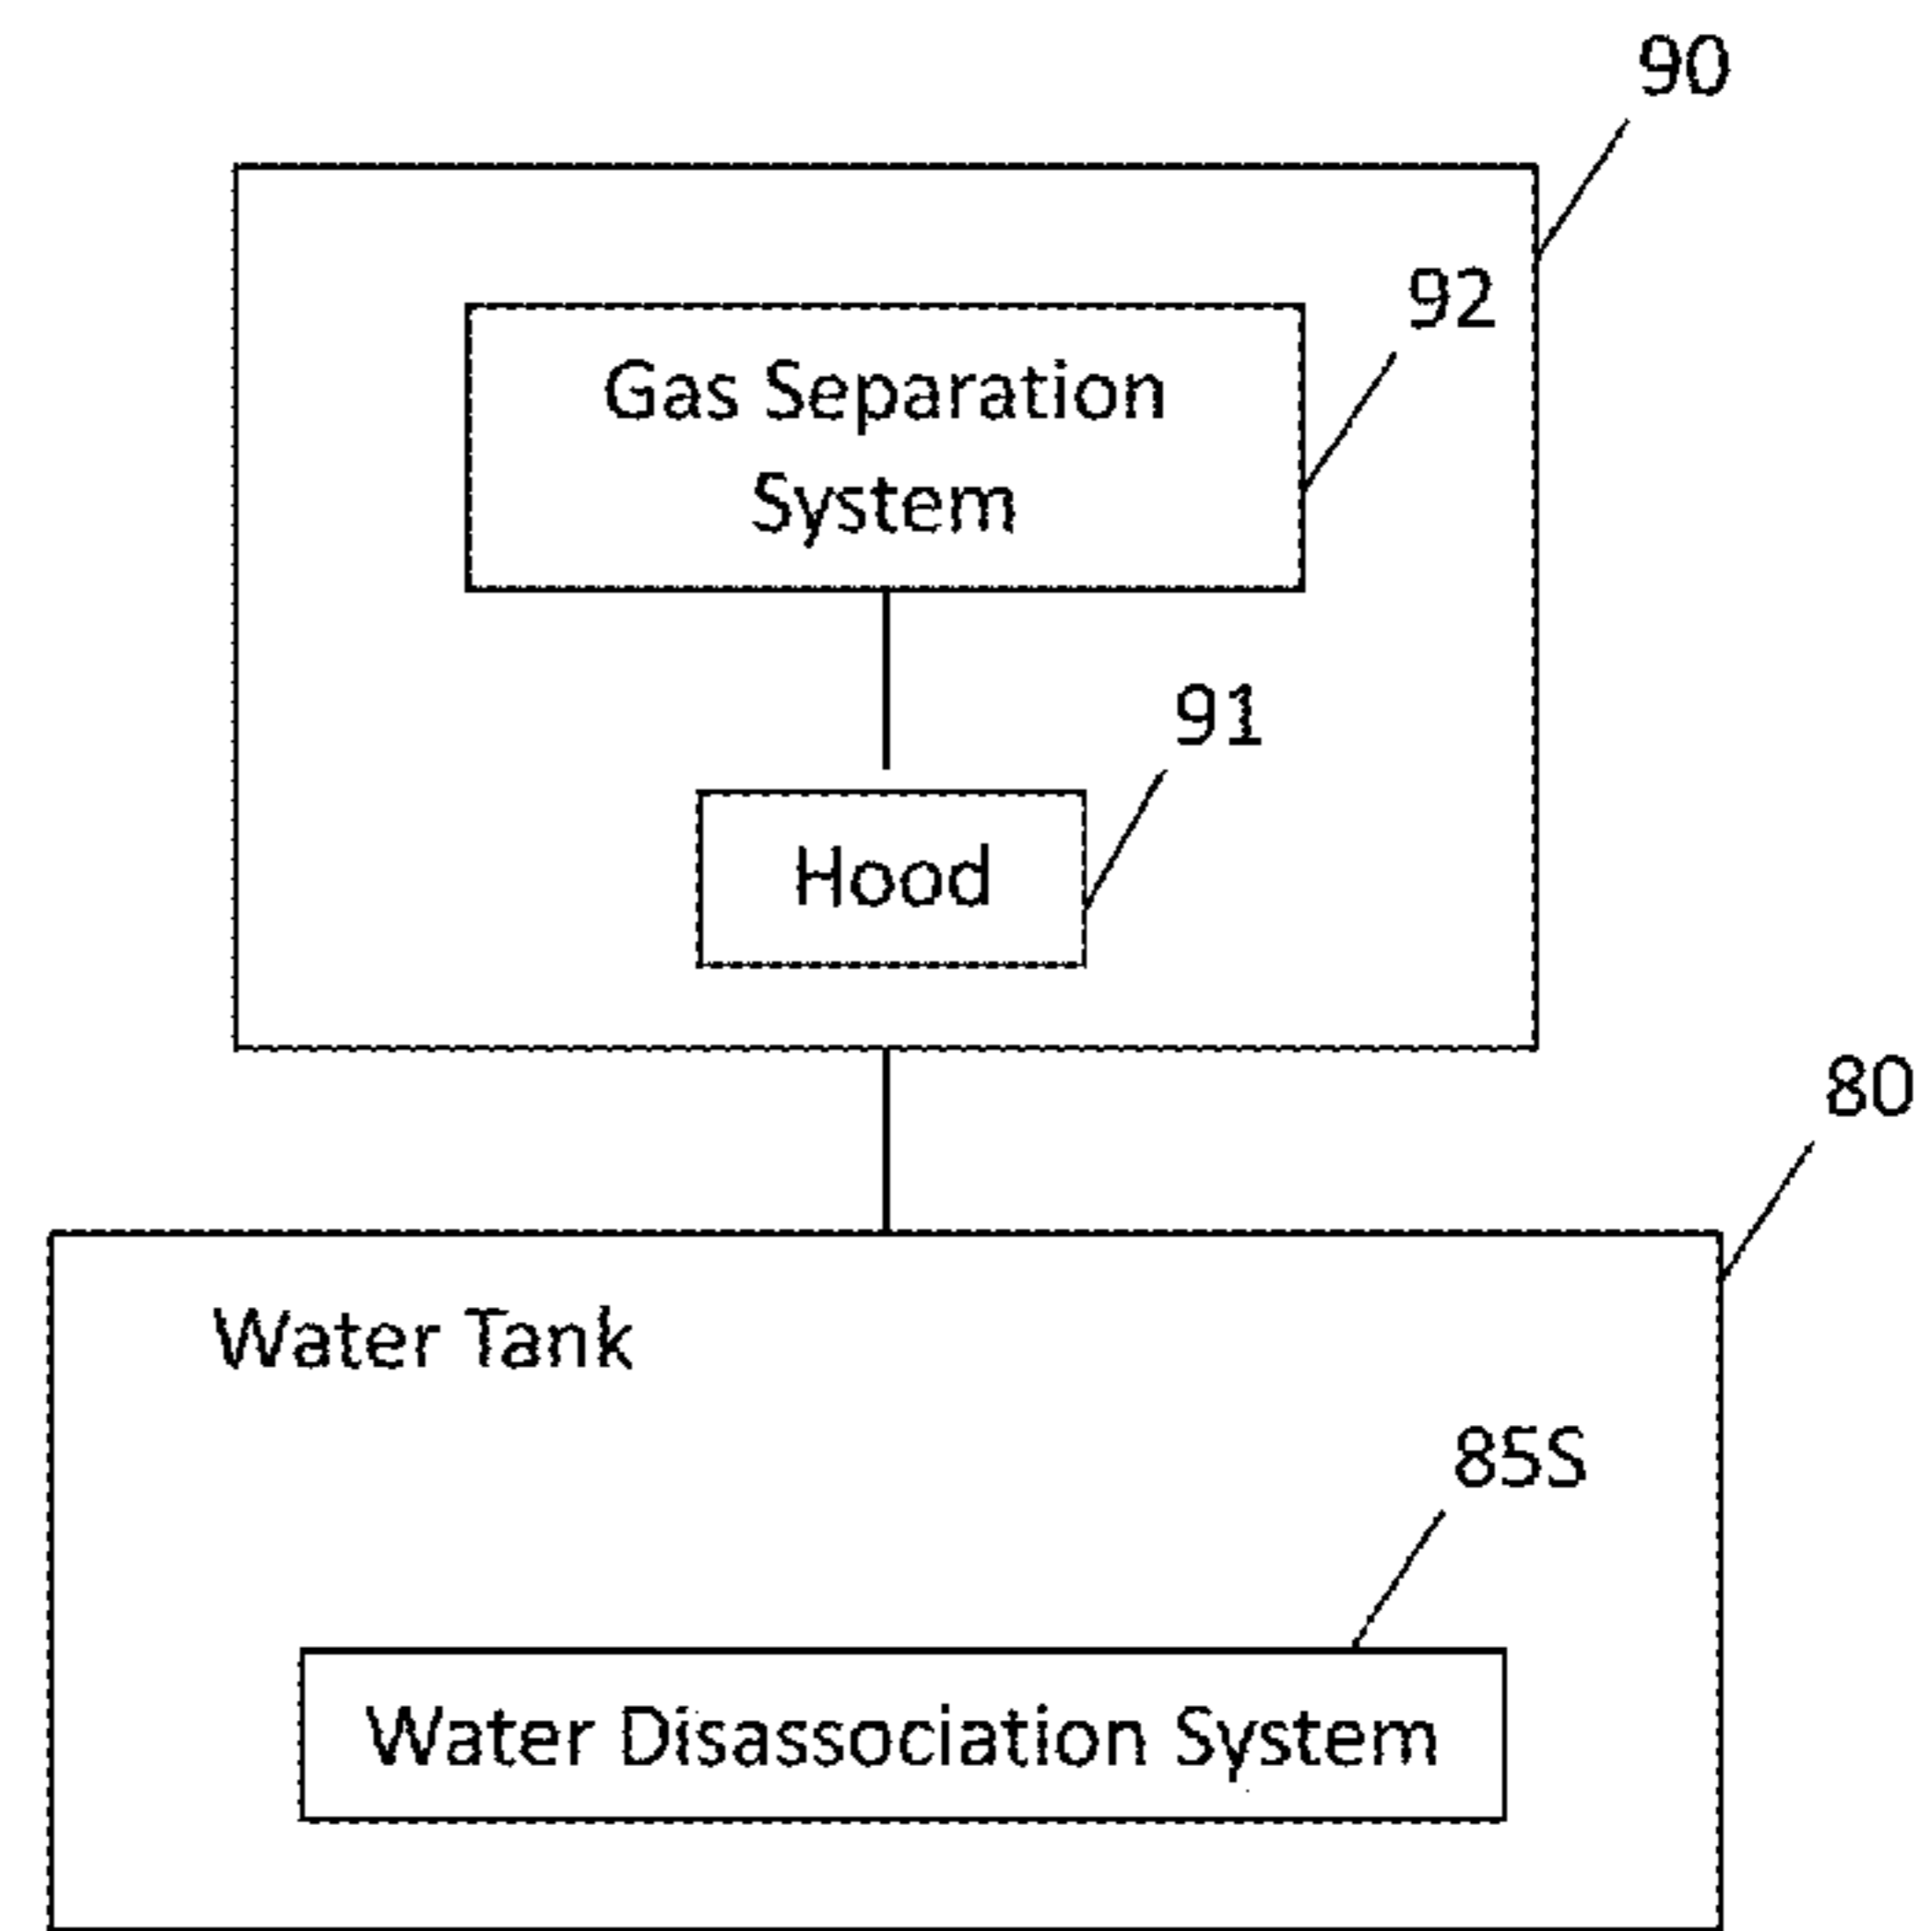 90
92
Gas Separation
System
91
Hood
80
Water Tank
85S
Water Disassociation System